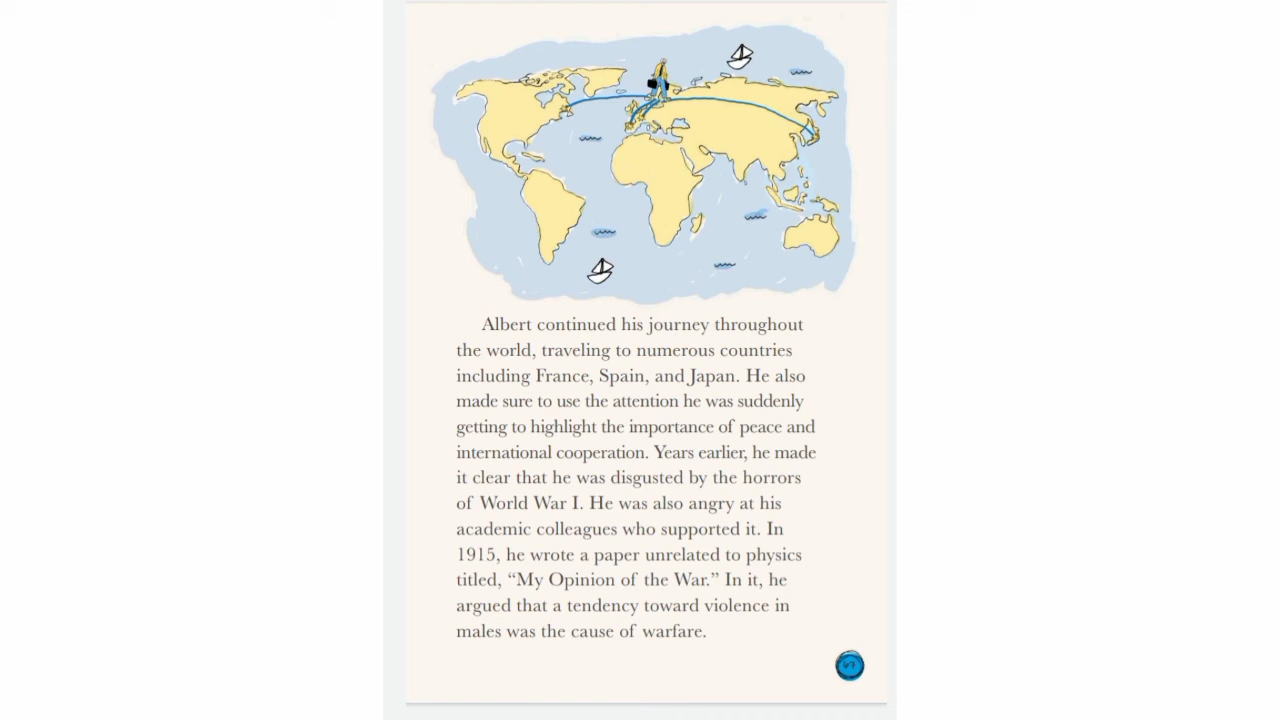 Albert continued his journey throughout
the world, traveling to numerous countries
including France, Spain, and Japan. He also
made sure to use the attention he was suddenly
getting to highlight the importance of peace and
international cooperation. Years earlier, he made
it clear that he was disgusted by the horrors
of World War I. He was also angry at his
academic colleagues who supported it. In
1915, he wrote a paper unrelated to physics
titled, “My Opinion of the War.” In it, he
argued that a tendency toward violence in
males was the cause of warfare.